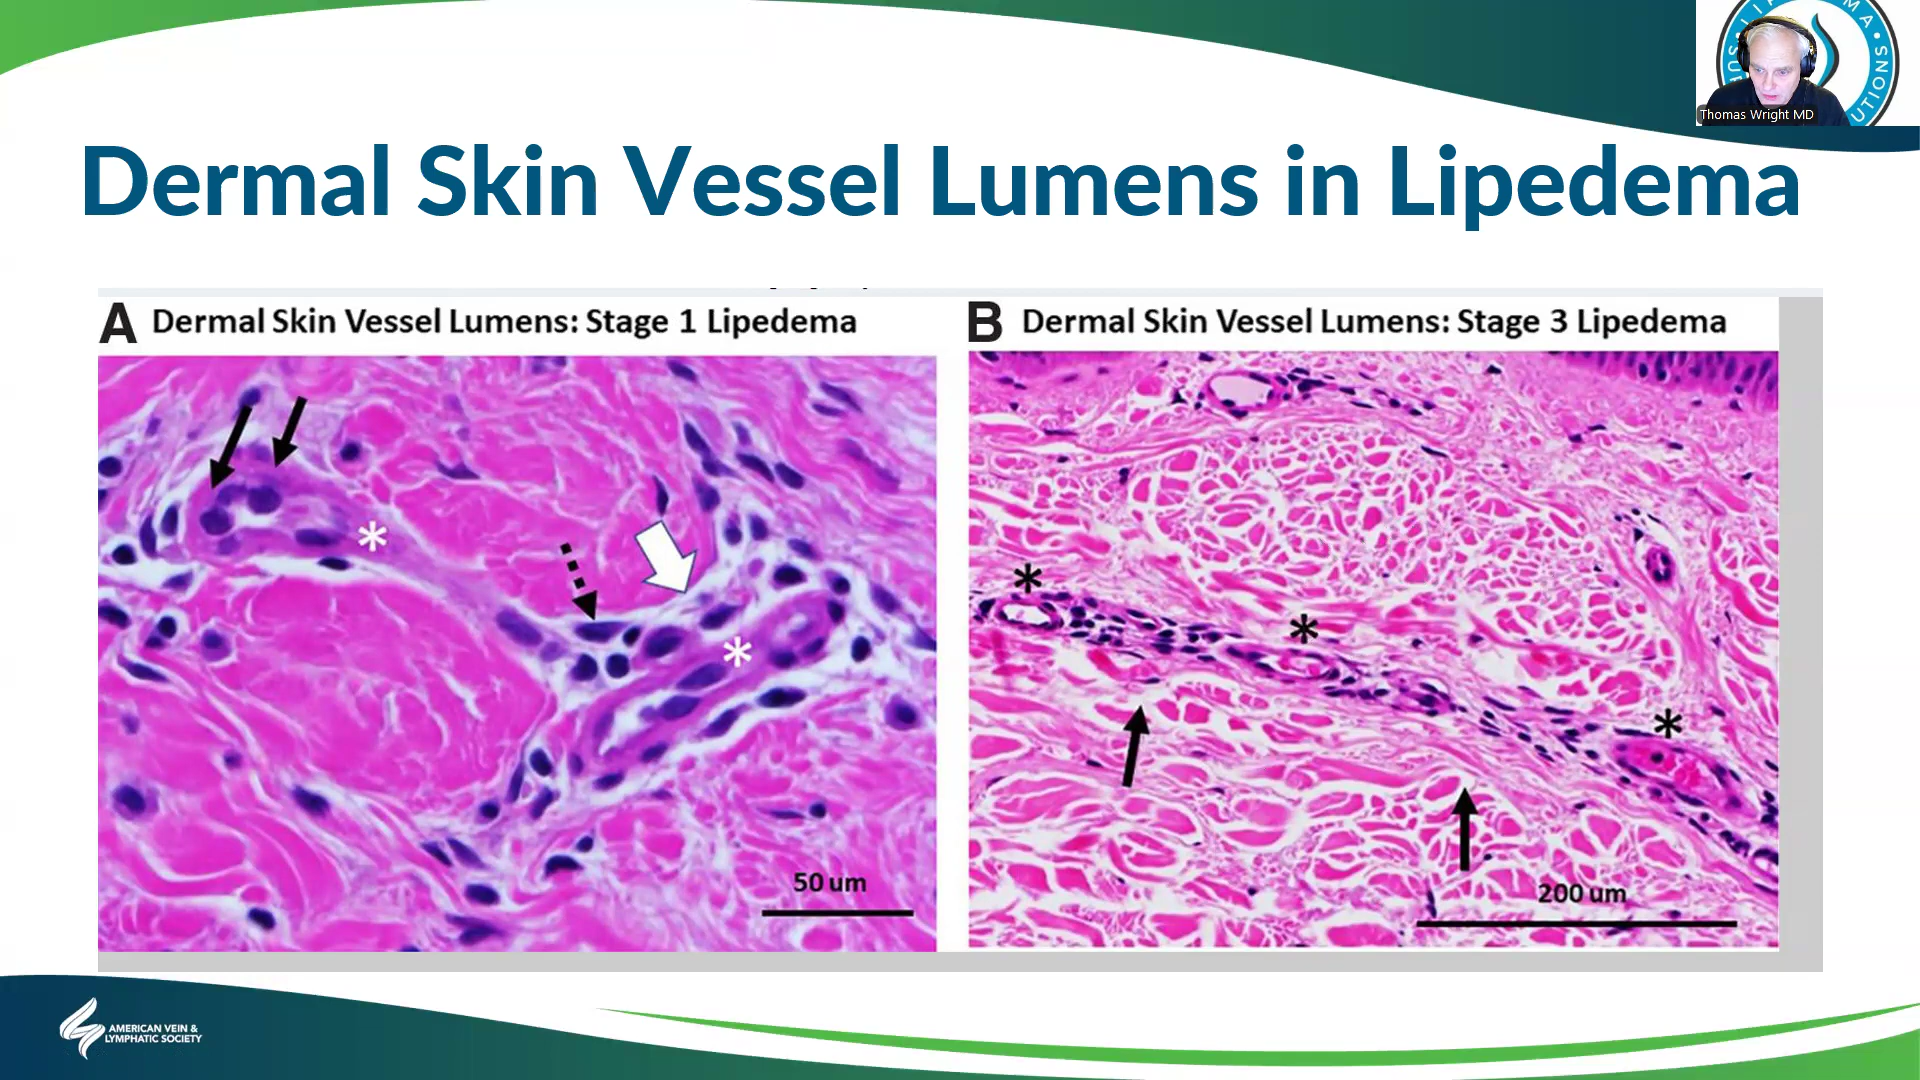 Thomas Wright MD
Dermal Skin Vessel Lumens in Lipedema
A Dermal Skin Vessel Lumens: Stage 1 Lipedema
B Dermal Skin Vessel Lumens: Stage 3 Lipedema
*
*
*
*
*
50 um
200 um
AMERICAN VEIN &
LYMPHATIC SOCIETY